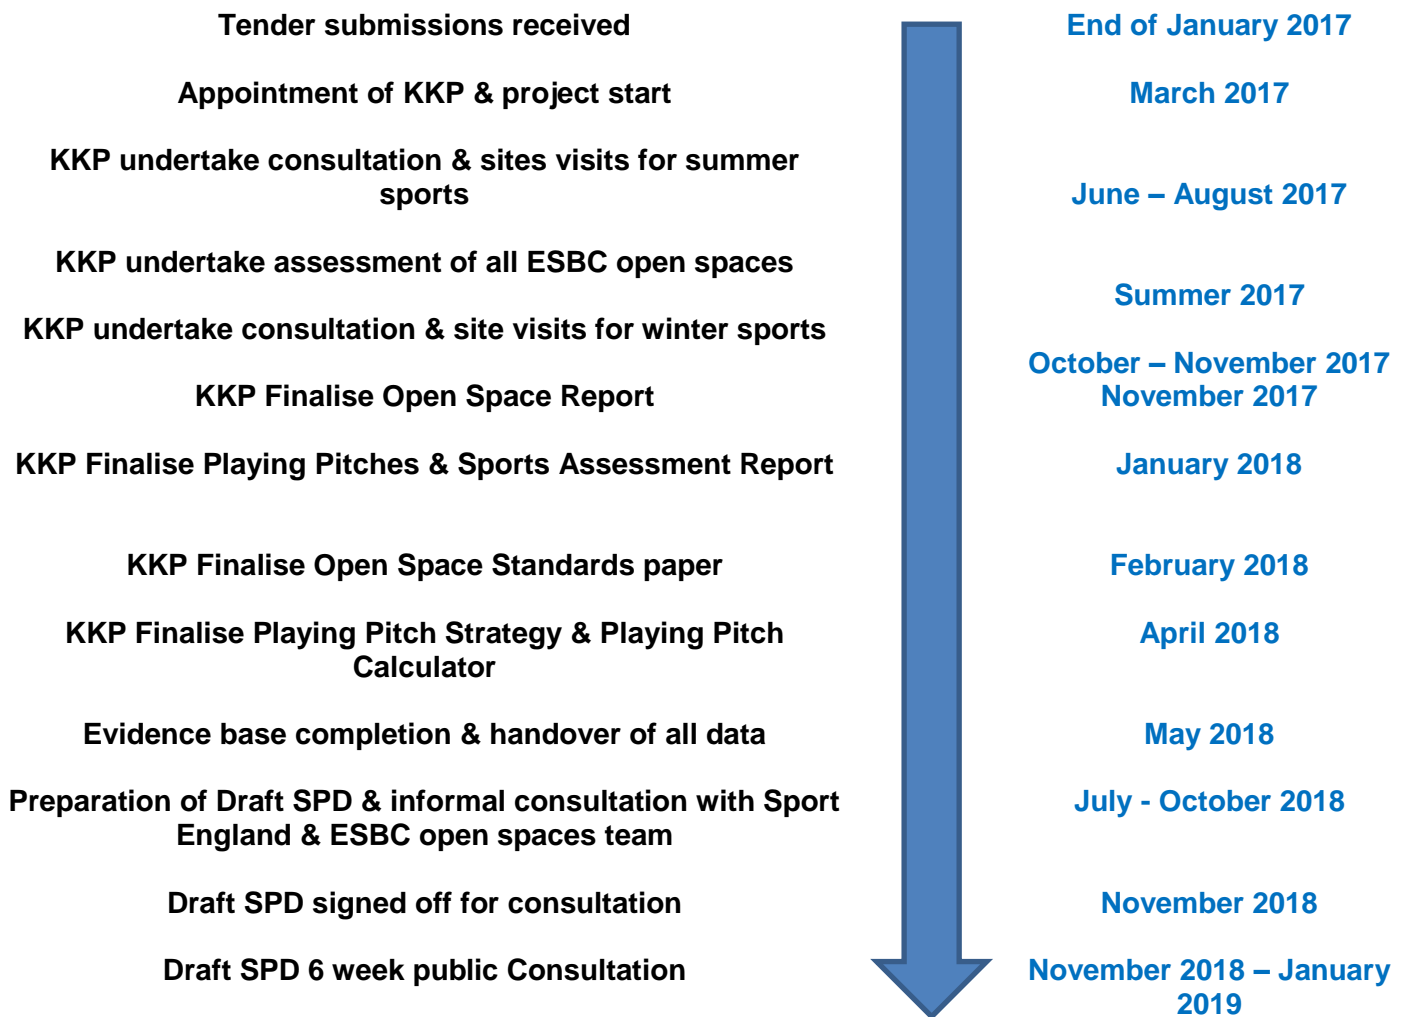 Tender submissions received
End of January 2017
Appointment of KKP & project start
March 2017
KKP undertake consultation & sites visits for summer
sports
June – August 2017
KKP undertake assessment of all ESBC open spaces
Summer 2017
KKP undertake consultation & site visits for winter sports
October – November 2017
KKP Finalise Open Space Report
November 2017
KKP Finalise Playing Pitches & Sports Assessment Report
January 2018
KKP Finalise Open Space Standards paper
February 2018
KKP Finalise Playing Pitch Strategy & Playing Pitch
Calculator
April 2018
Evidence base completion & handover of all data
May 2018
Preparation of Draft SPD & informal consultation with Sport
England & ESBC open spaces team
July - October 2018
Draft SPD signed off for consultation
November 2018
Draft SPD 6 week public Consultation
November 2018 – January
2019